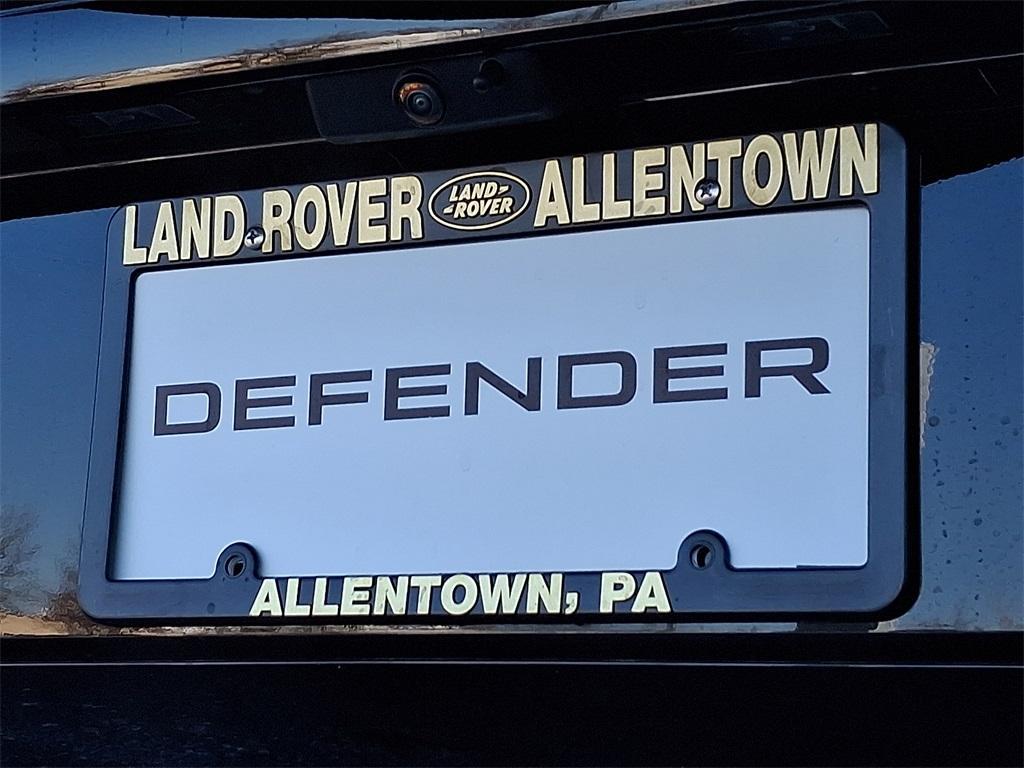 LAND ROVER LAND-ROVER ALLENTOWN
DEFENDER
ALLENTOWN, PA